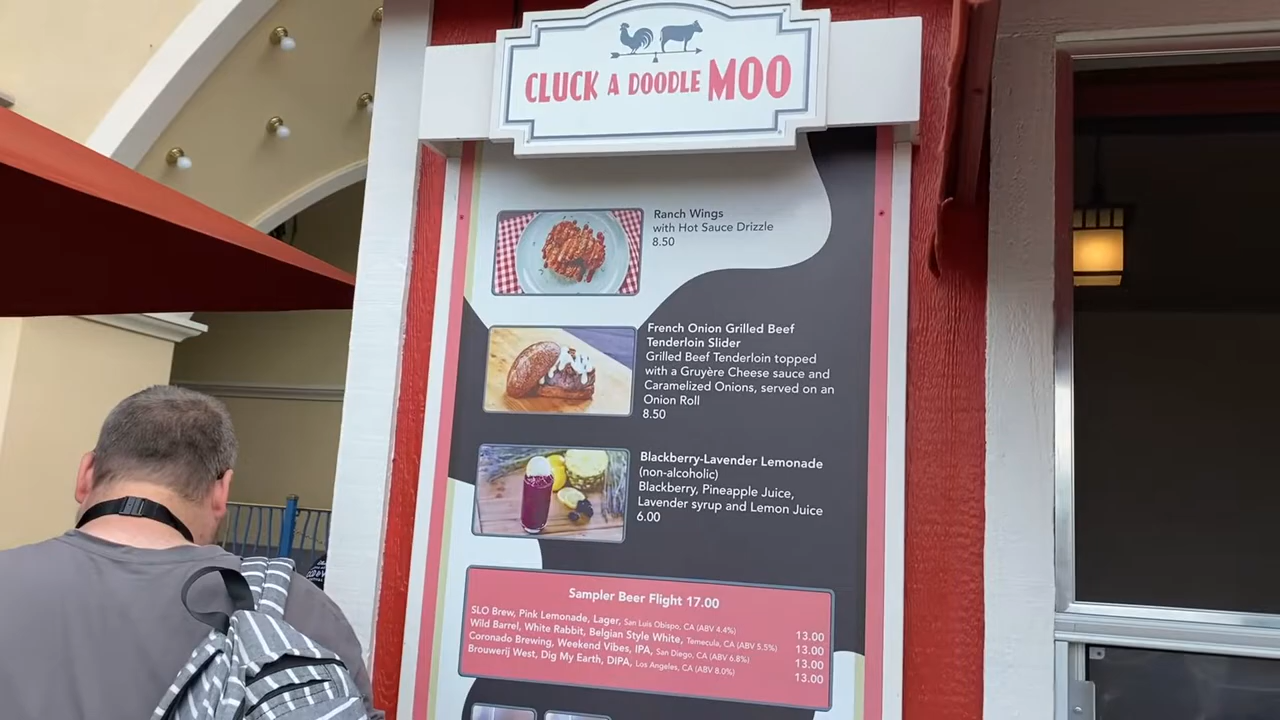 CLUCK A DOODLE MOO
Ranch Wings
with Hot Sauce Drizzle
8.50
French Onion Grilled Beef
Tenderloin Slider
Grilled Beef Tenderloin topped
with a Gruyère Cheese sauce and
Caramelized Onions, served on an
Onion Roll
8.50
Blackberry-Lavender Lemonade
(non-alcoholic)
Blackberry, Pineapple Juice,
Lavender syrup and Lemon Juice
6.00
Sampler Beer Flight 17.00
SLO Brew, Pink Lemonade, Lager, San Luis Obispo, CA (ABV 4.4%) 13.00
Wild Barrel, White Rabbit, Belgian Style White, Temecula, CA (ABV 5.5%) 13.00
Coronado Brewing, Weekend Vibes, IPA, San Diego, CA (ABV 6.8%) 13.00
Brouwerij West, Dig My Earth, DIPA, Los Angeles, CA (ABV 8.0%) 13.00